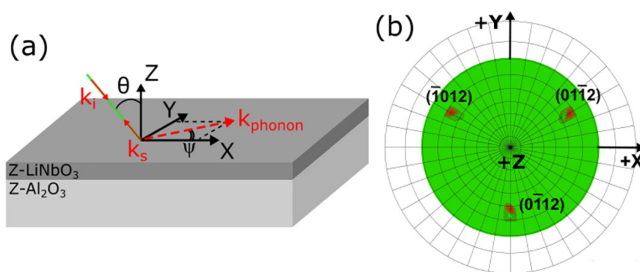 (a)
θ
Z
k_i
Y
k_phonon
k_s
ψ
X
Z-LiNbO₃
Z-Al₂O₃
(b)
+Y
(1̄012)
(011̄2)
+X
+Z
(01̄12)